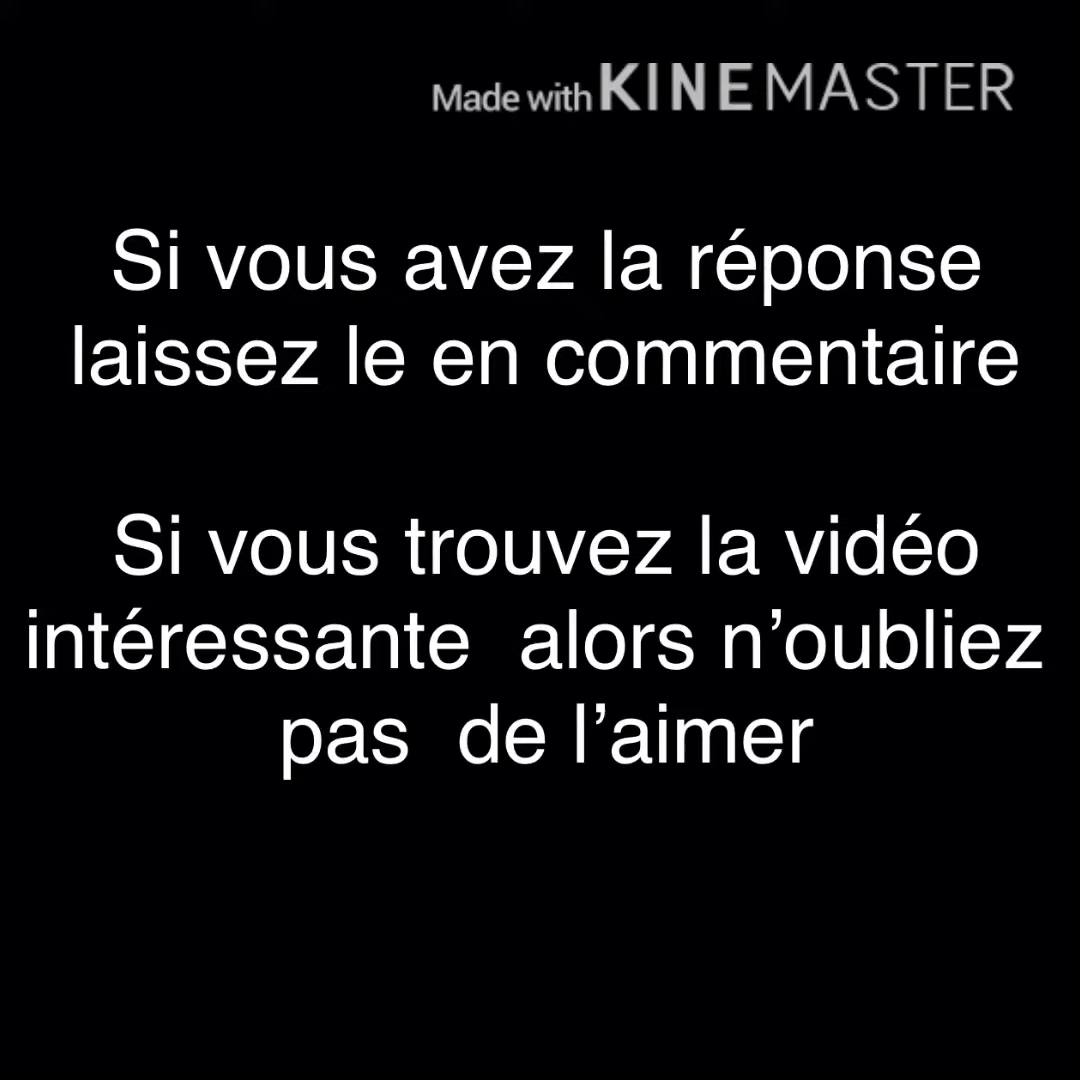 Made with KINEMASTER
Si vous avez la réponse
laissez le en commentaire
Si vous trouvez la vidéo
intéressante  alors n’oubliez
pas  de l’aimer